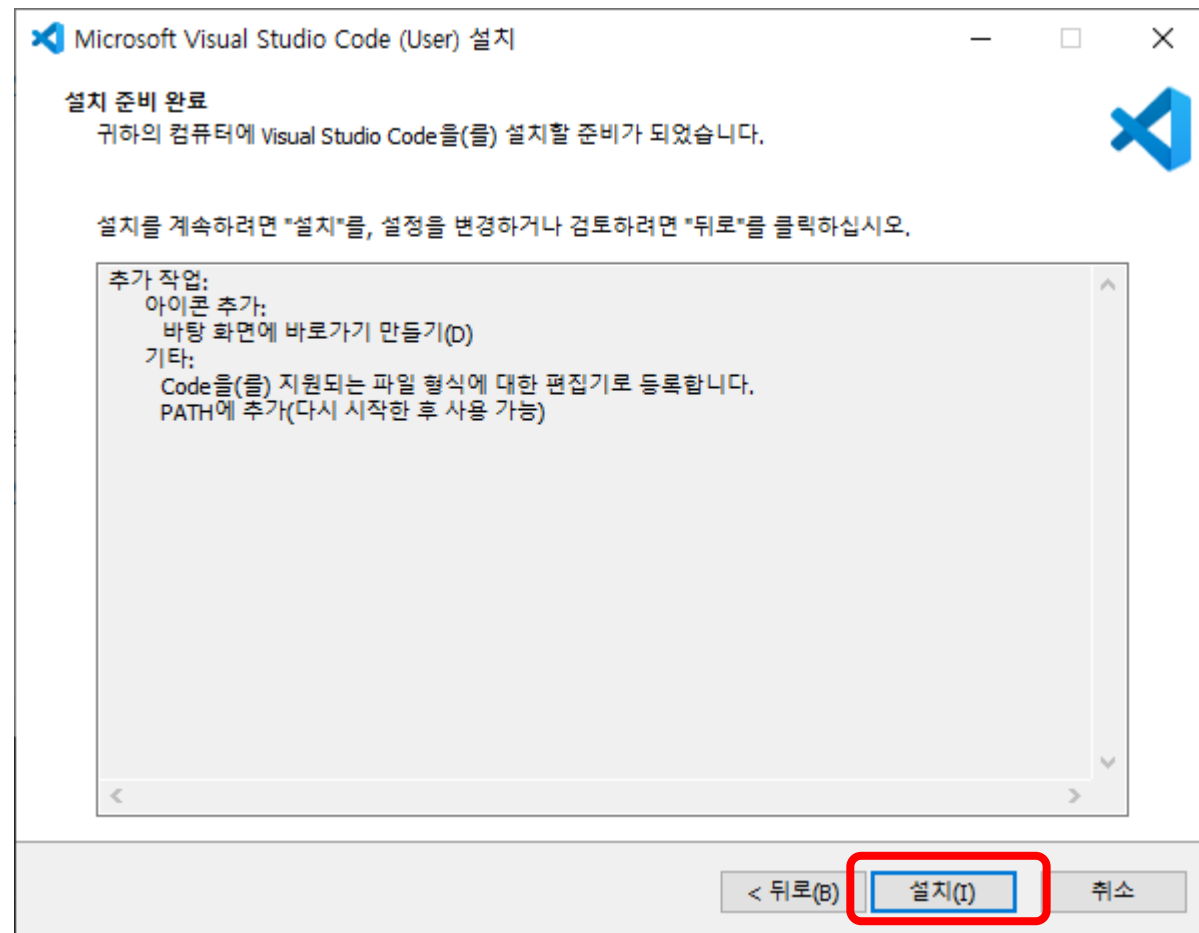 Microsoft Visual Studio Code (User) 설치
설치 준비 완료
귀하의 컴퓨터에 Visual Studio Code을(를) 설치할 준비가 되었습니다.
설치를 계속하려면 "설치"를, 설정을 변경하거나 검토하려면 "뒤로"를 클릭하십시오.
추가 작업:
아이콘 추가:
바탕 화면에 바로가기 만들기(D)
기타:
Code을(를) 지원되는 파일 형식에 대한 편집기로 등록합니다.
PATH에 추가(다시 시작한 후 사용 가능)
< 뒤로(B)
설치(I)
취소